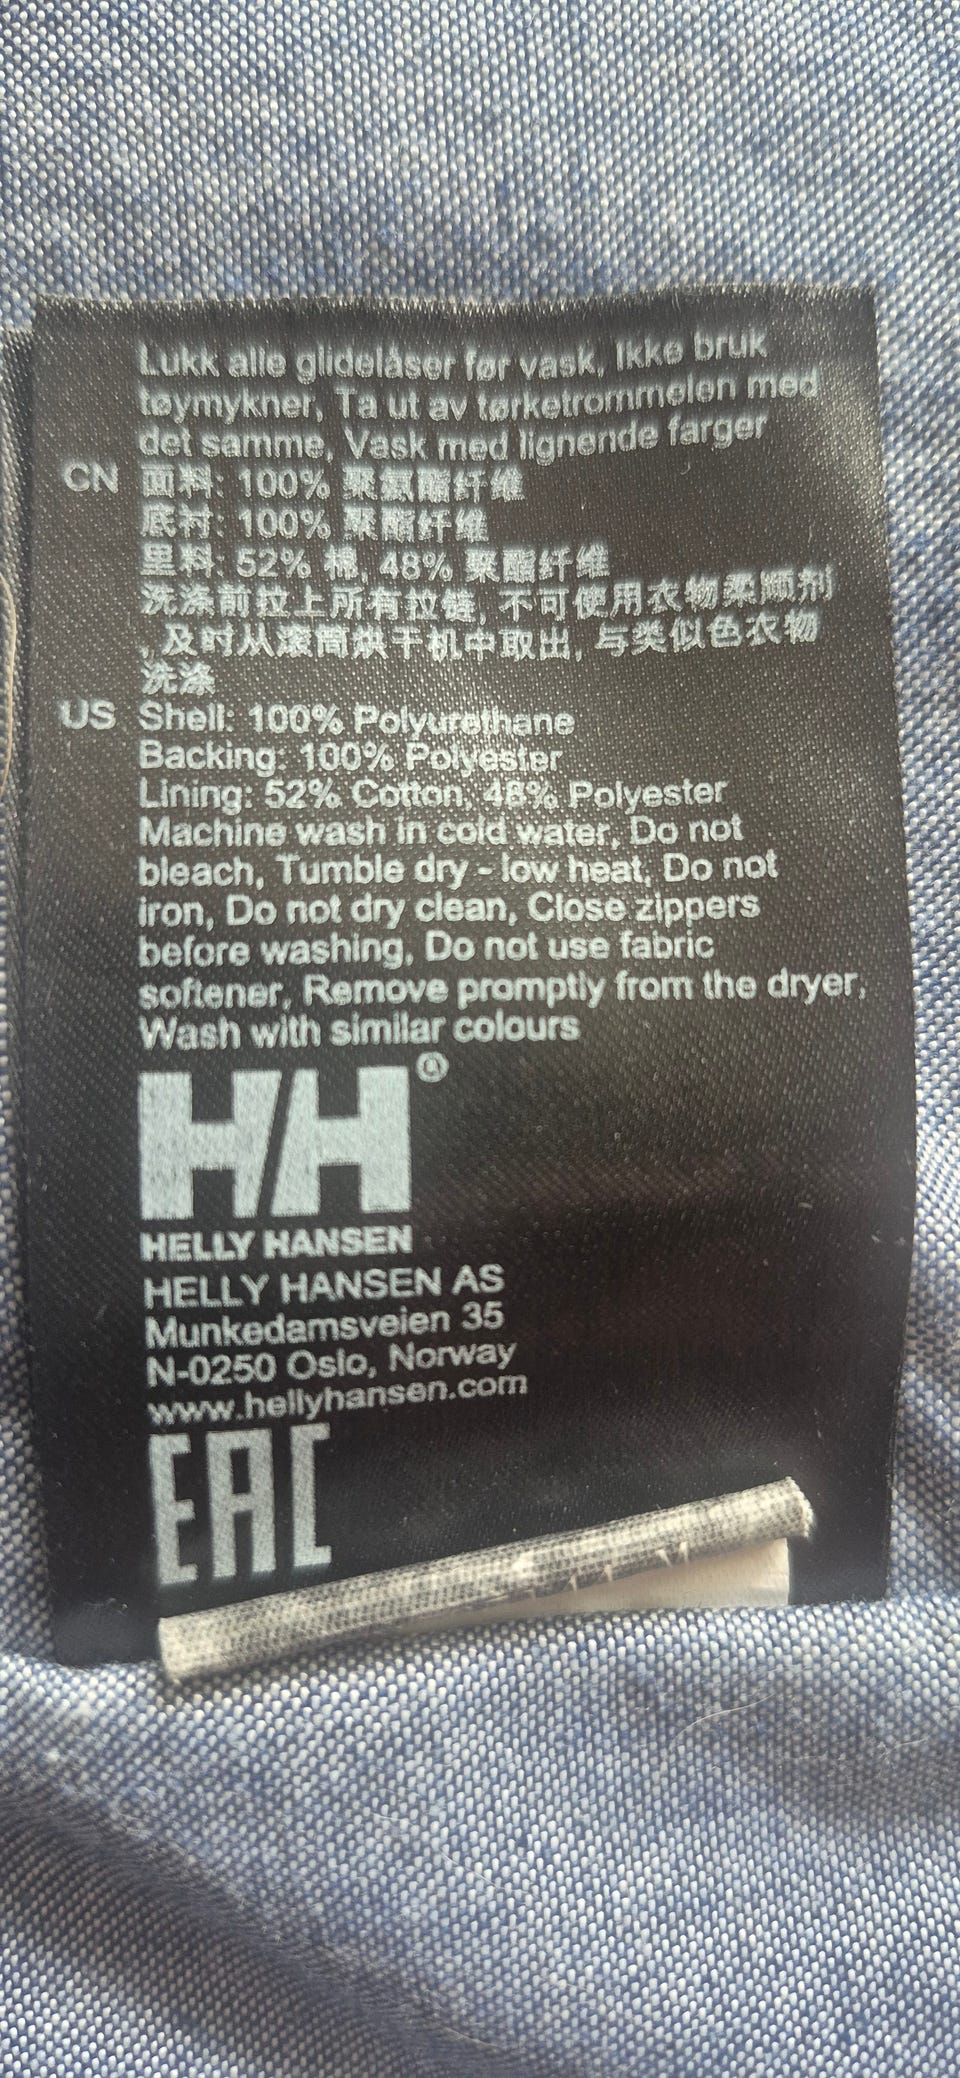 Lukk alle glidelåser før vask, Ikke bruk
tøymykner, Ta ut av tørketrommelen med
det samme, Vask med lignende farger
CN 面料: 100% 聚氨酯纤维
底衬: 100% 聚酯纤维
里料: 52% 棉, 48% 聚酯纤维
洗涤前拉上所有拉链, 不可使用衣物柔顺剂
, 及时从滚筒烘干机中取出, 与类似色衣物
洗涤
US Shell: 100% Polyurethane
Backing: 100% Polyester
Lining: 52% Cotton, 48% Polyester
Machine wash in cold water, Do not
bleach, Tumble dry - low heat, Do not
iron, Do not dry clean, Close zippers
before washing, Do not use fabric
softener, Remove promptly from the dryer,
Wash with similar colours
HH®
HELLY HANSEN
HELLY HANSEN AS
Munkedamsveien 35
N-0250 Oslo, Norway
www.hellyhansen.com
EAC